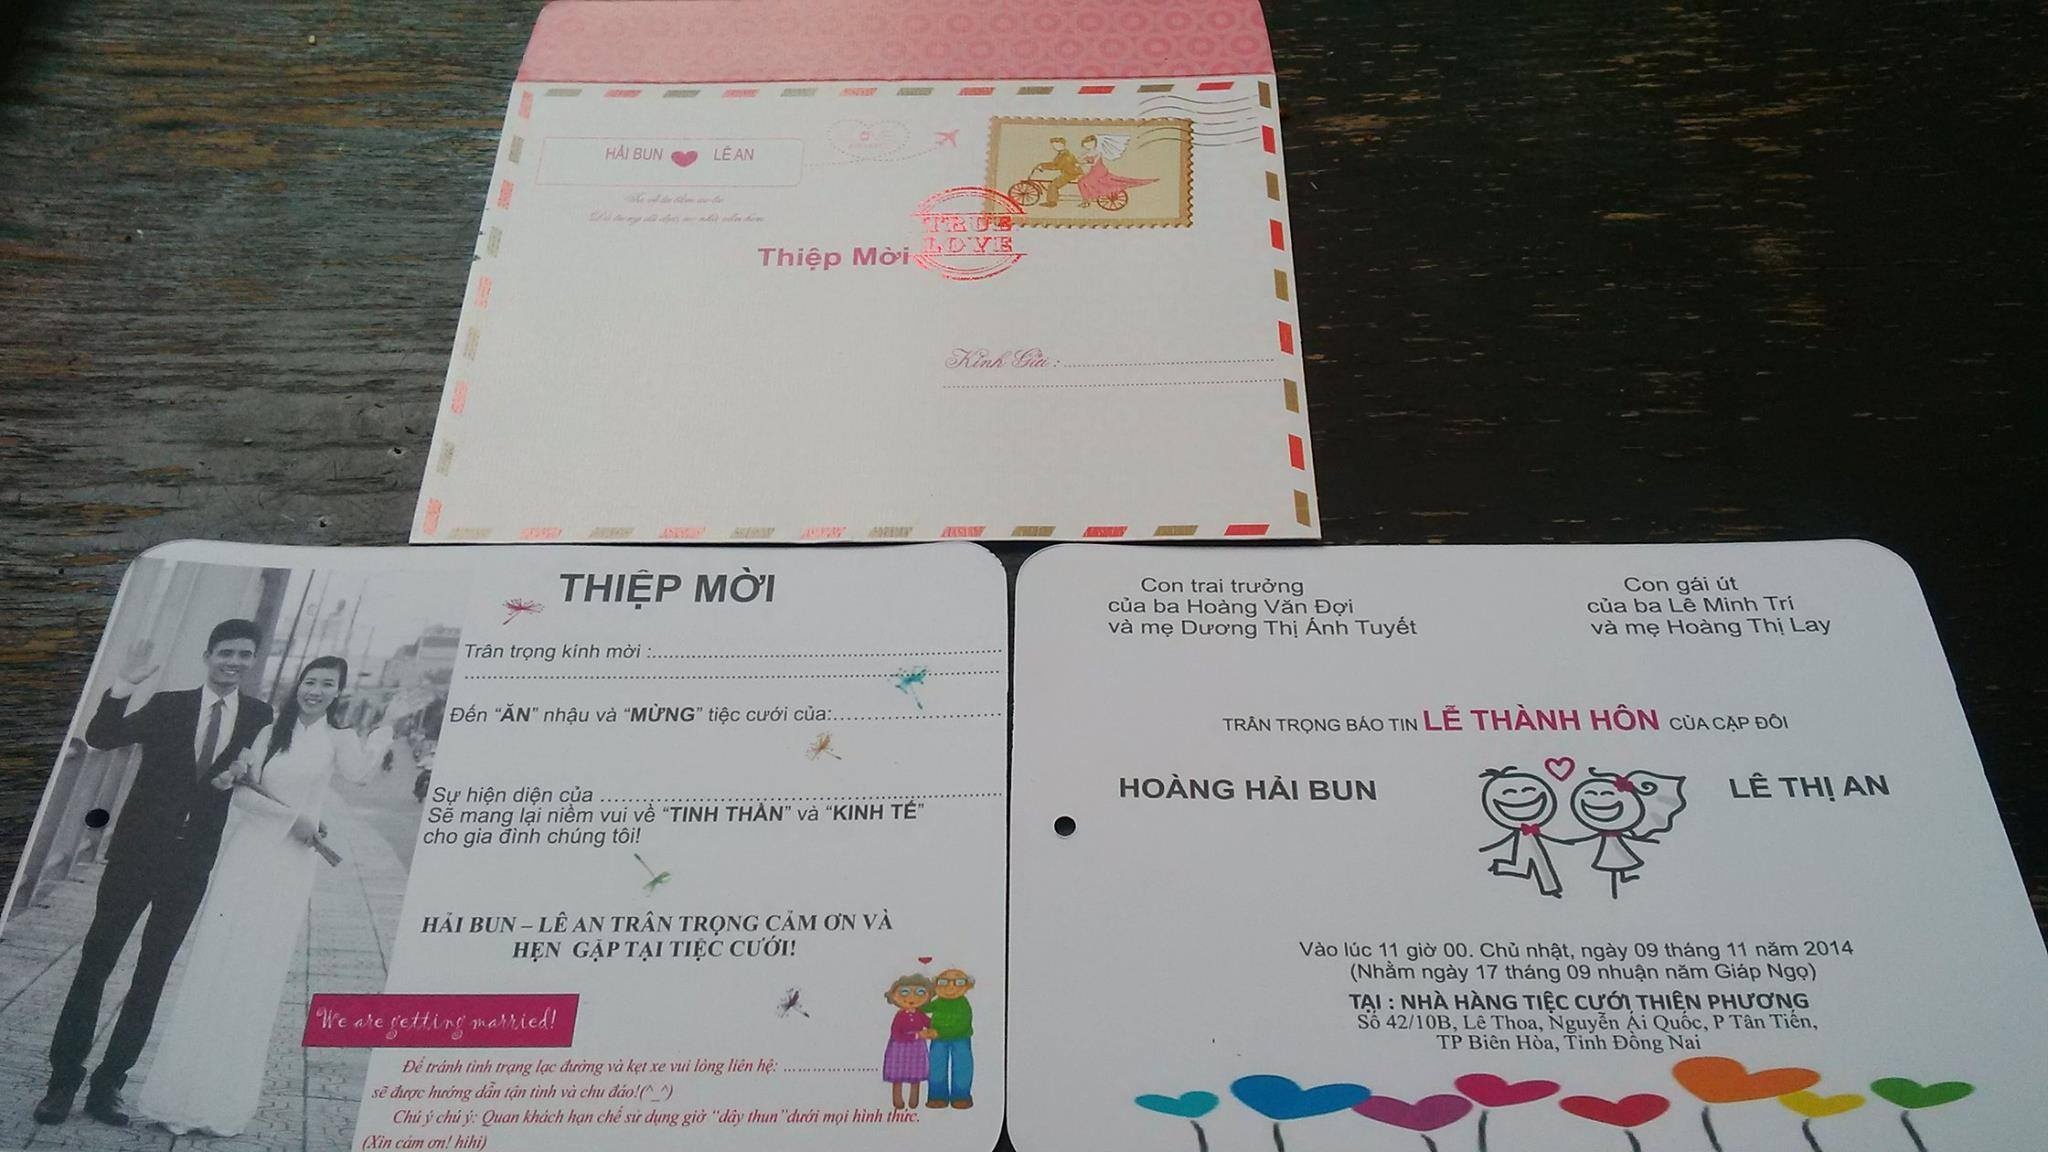 HẢI BUN LÊ AN
TRUE
LOVE
Thiệp Mời
Kính Gửi :
THIỆP MỜI
Trân trọng kính mời :
Đến “ĂN” nhậu và “MỪNG” tiệc cưới của:
Sự hiện diện của
Sẽ mang lại niềm vui về “TINH THẦN” và “KINH TẾ”
cho gia đình chúng tôi!
HẢI BUN – LÊ AN TRÂN TRỌNG CẢM ƠN VÀ
HẸN GẶP TẠI TIỆC CƯỚI!
We are getting married!
Để tránh tình trạng lạc đường và kẹt xe vui lòng liên hệ: ....................
sẽ được hướng dẫn tận tình và chu đáo!(^_^)
Chú ý chú ý: Quan khách hạn chế sử dụng giờ “dây thun”dưới mọi hình thức.
(Xin cảm ơn! hihi)
Con trai trưởng
của ba Hoàng Văn Đợi
và mẹ Dương Thị Ánh Tuyết
Con gái út
của ba Lê Minh Trí
và mẹ Hoàng Thị Lay
TRÂN TRỌNG BÁO TIN LỄ THÀNH HÔN CỦA CẶP ĐÔI
HOÀNG HẢI BUN LÊ THỊ AN
Vào lúc 11 giờ 00. Chủ nhật, ngày 09 tháng 11 năm 2014
(Nhằm ngày 17 tháng 09 nhuận năm Giáp Ngọ)
TẠI : NHÀ HÀNG TIỆC CƯỚI THIÊN PHƯƠNG
Số 42/10B, Lê Thoa, Nguyễn Ái Quốc, P Tân Tiến,
TP Biên Hòa, Tỉnh Đồng Nai